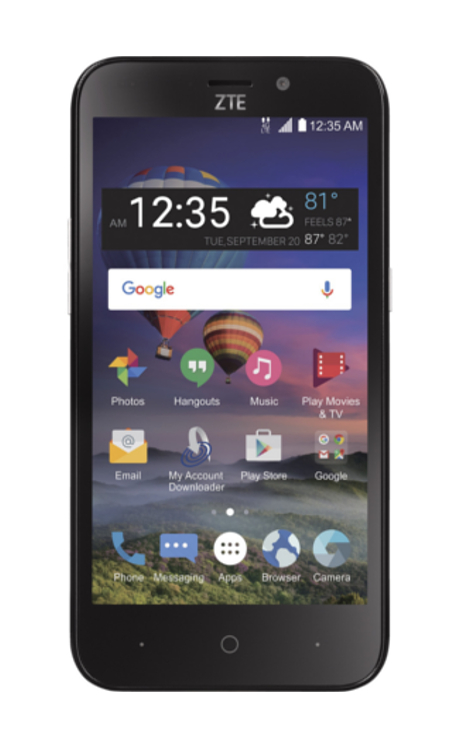 ZTE
12:35 AM
AM 12:35 81°
FEELS 87°
TUE, SEPTEMBER 20 87° 82°
Google
Photos Hangouts Music Play Movies
& TV
@
Email My Account Play Store Google
Downloader
Phone Messaging Apps Browser Camera